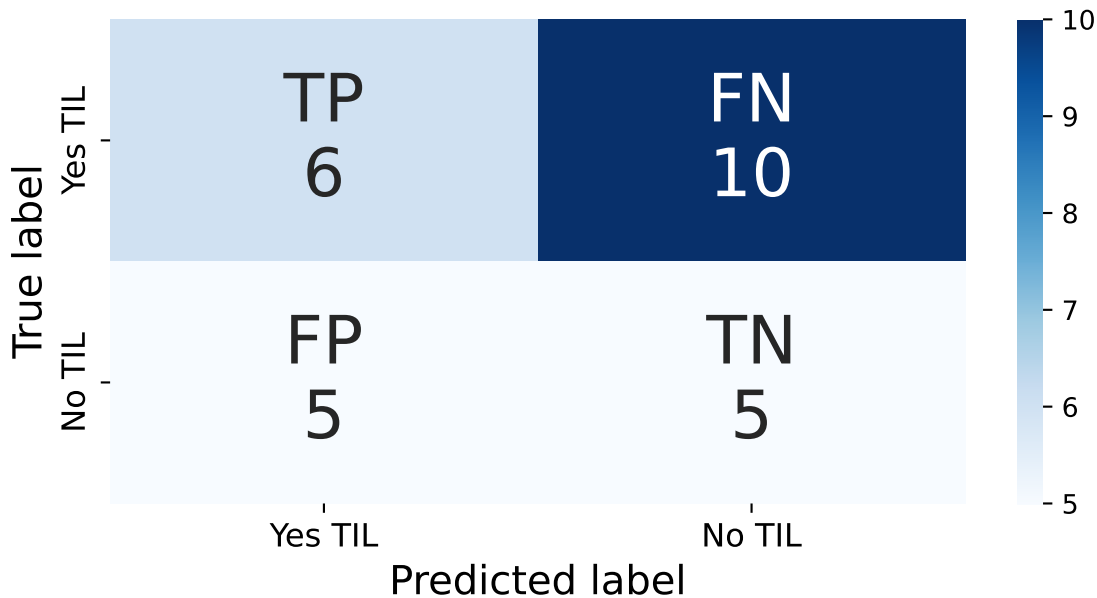 True label
Yes TIL
No TIL
TP
6
FN
10
FP
5
TN
5
Yes TIL
No TIL
Predicted label
10
9
8
7
6
5